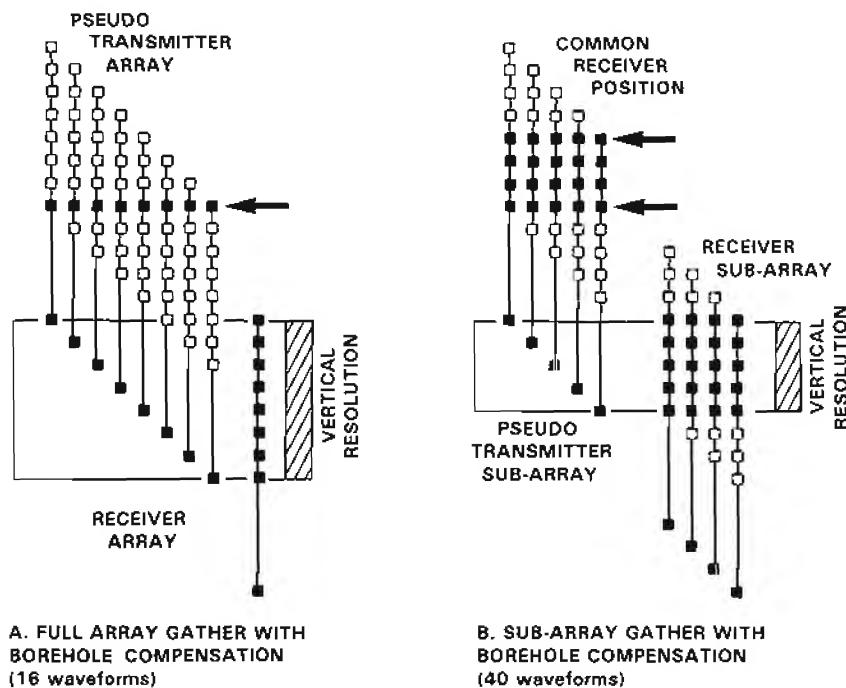 PSEUDO
TRANSMITTER
ARRAY
VERTICAL
RESOLUTION
RECEIVER
ARRAY
A. FULL ARRAY GATHER WITH
BOREHOLE COMPENSATION
(16 waveforms)
COMMON
RECEIVER
POSITION
RECEIVER
SUB-ARRAY
VERTICAL
RESOLUTION
PSEUDO
TRANSMITTER
SUB-ARRAY
B. SUB-ARRAY GATHER WITH
BOREHOLE COMPENSATION
(40 waveforms)